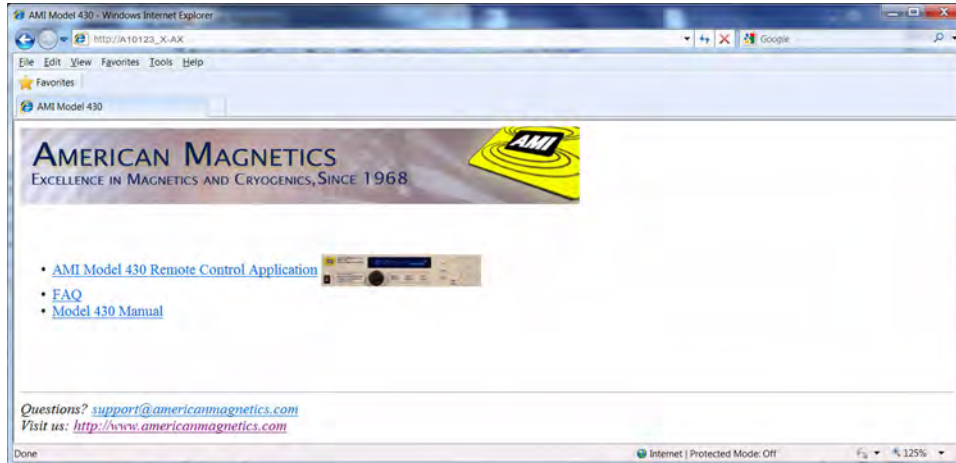 AMI Model 430 - Windows Internet Explorer
http://A10123_X-AX
Google
File Edit View Favorites Tools Help
Favorites
AMI Model 430
AMERICAN MAGNETICS
EXCELLENCE IN MAGNETICS AND CRYOGENICS, SINCE 1968
AMI
• AMI Model 430 Remote Control Application
• FAQ
• Model 430 Manual
Questions? support@americanmagnetics.com
Visit us: http://www.americanmagnetics.com
Done
Internet | Protected Mode: Off
125%